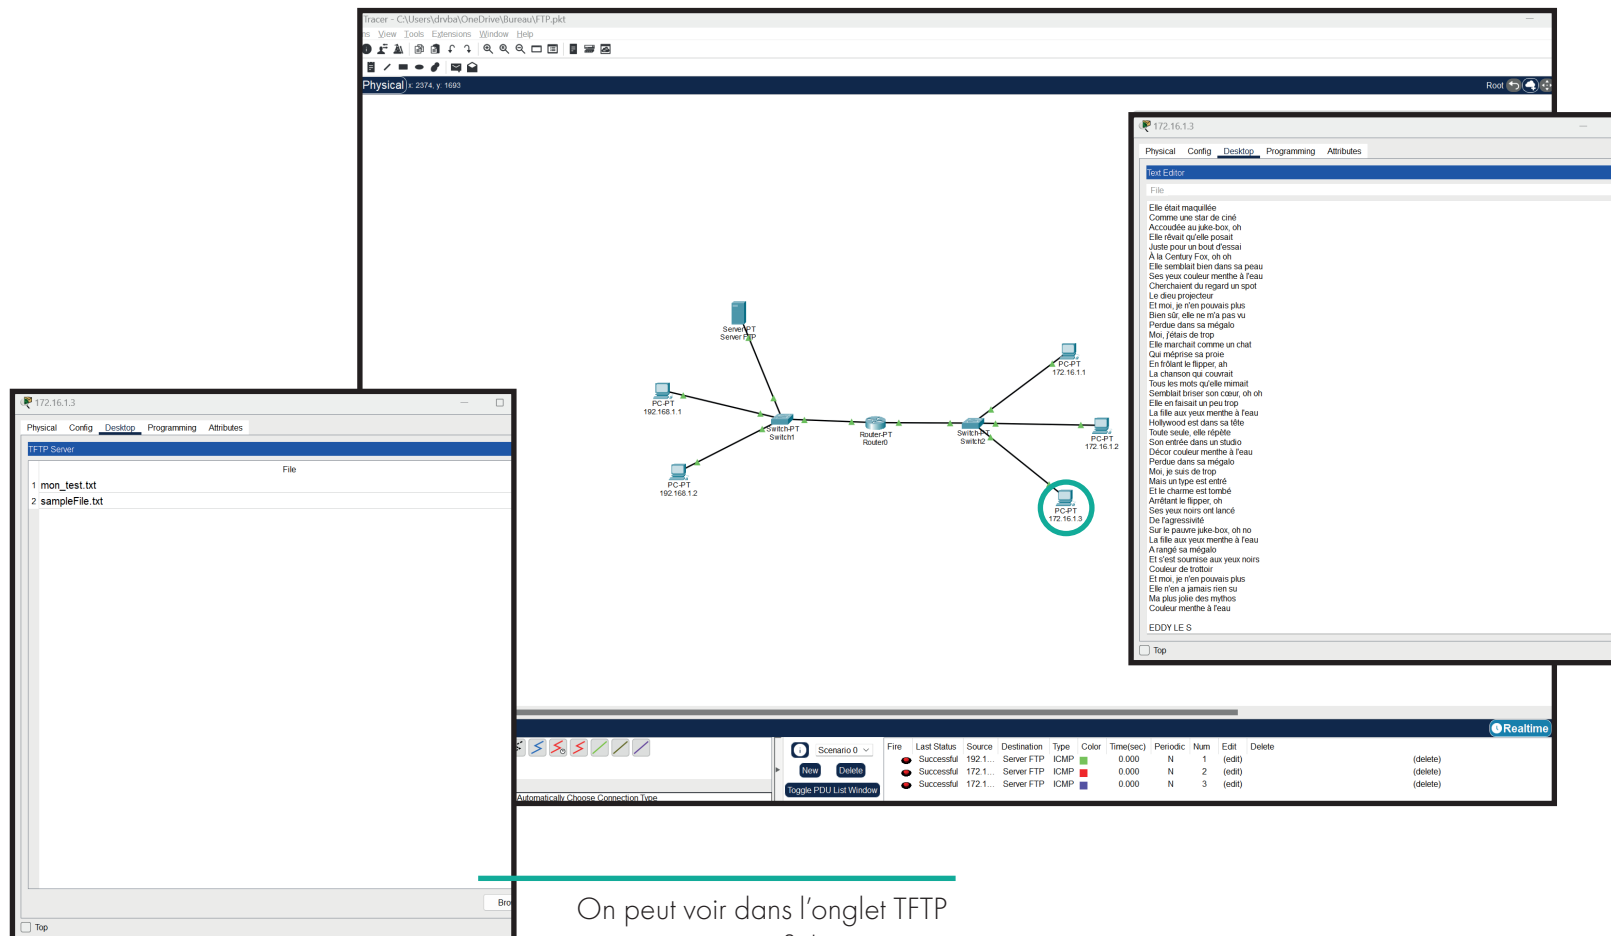 Tracer - C:\Users\drvba\OneDrive\Bureau\FTP.pkt
ns View Tools Extensions Window Help
Physical x: 2374, y: 1693
Root
Server-PT
Server FTP
PC-PT
192.168.1.1
PC-PT
192.168.1.2
Switch-PT
Switch1
Router-PT
Router0
Switch-PT
Switch2
PC-PT
172.16.1.1
PC-PT
172.16.1.2
PC-PT
172.16.1.3
172.16.1.3
Physical Config Desktop Programming Attributes
Text Editor
File
Elle était maquillée
Comme une star de ciné
Accoudée au juke-box, oh
Elle rêvait qu'elle posait
Juste pour un bout d'essai
À la Century Fox, oh oh
Elle semblait bien dans sa peau
Ses yeux couleur menthe à l'eau
Cherchaient du regard un spot
Le dieu projecteur
Et moi, je n'en pouvais plus
Bien sûr, elle ne m'a pas vu
Perdue dans sa mégalo
Moi, j'étais de trop
Elle marchait comme un chat
Qui méprise sa proie
En frôlant le flipper, ah
La chanson qui couvrait
Tous les mots qu'elle mimait
Semblait briser son cœur, oh oh
Elle en faisait un peu trop
La fille aux yeux menthe à l'eau
Hollywood est dans sa tête
Toute seule, elle répète
Son entrée dans un studio
Décor couleur menthe à l'eau
Perdue dans sa mégalo
Moi, je suis de trop
Mais un type est entré
Et le charme est tombé
Arrêtant le flipper, oh
Ses yeux noirs ont lancé
De l'agressivité
Sur le pauvre juke-box, oh no
La fille aux yeux menthe à l'eau
A rangé sa mégalo
Et s'est soumise aux yeux noirs
Couleur de trottoir
Et moi, je n'en pouvais plus
Elle n'en a jamais rien su
Ma plus jolie des mythos
Couleur menthe à l'eau
EDDY LE S
Top
172.16.1.3
Physical Config Desktop Programming Attributes
TFTP Server
File
1 mon_test.txt
2 sampleFile.txt
Bro
Top
Realtime
Scenario 0
New Delete
Toggle PDU List Window
Automatically Choose Connection Type
Fire Last Status Source Destination Type Color Time(sec) Periodic Num Edit Delete
Successful 192.1... Server FTP ICMP 0.000 N 1 (edit) (delete)
Successful 172.1... Server FTP ICMP 0.000 N 2 (edit) (delete)
Successful 172.1... Server FTP ICMP 0.000 N 3 (edit) (delete)
On peut voir dans l'onglet TFTP